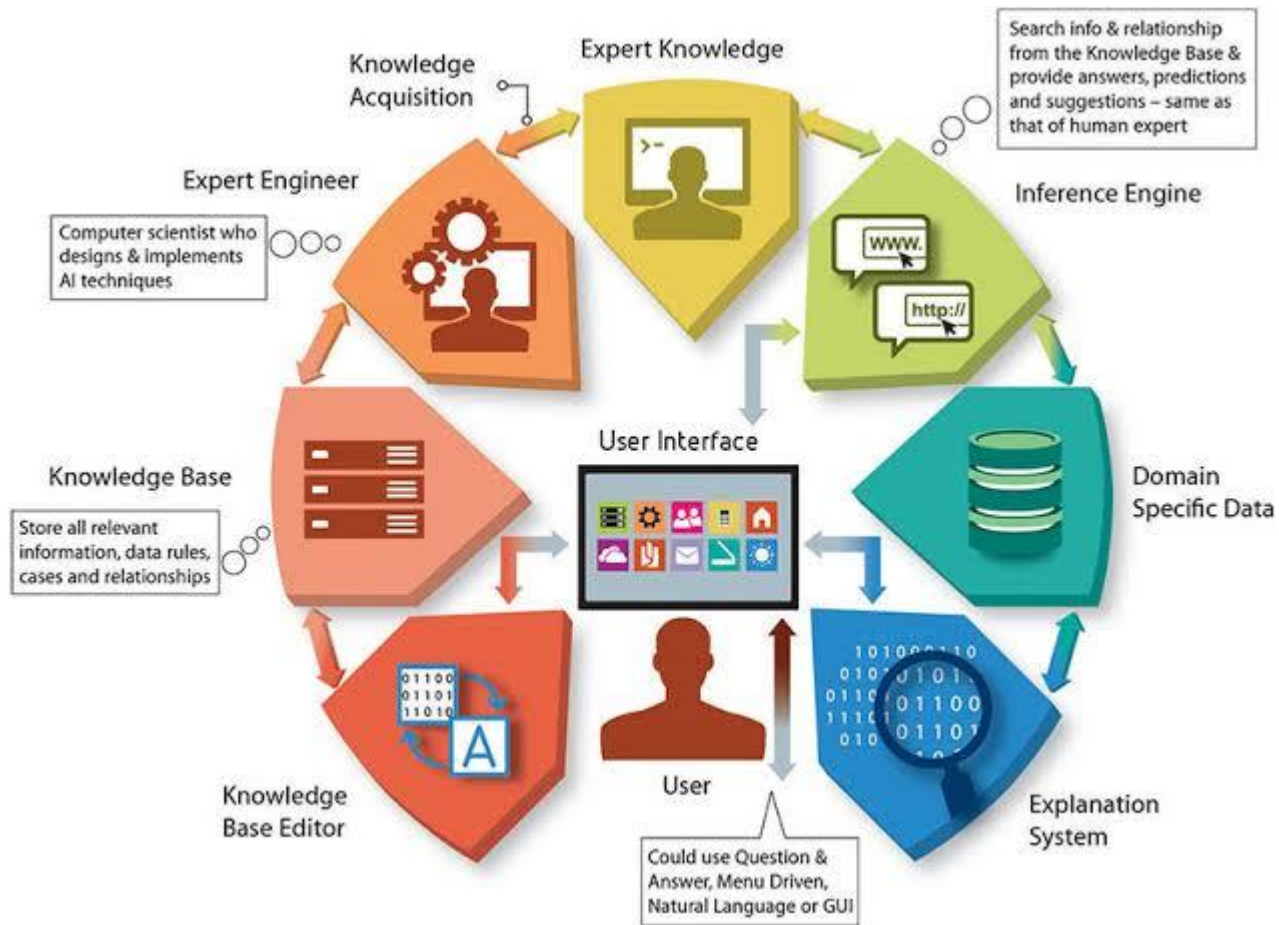 Expert Knowledge
Knowledge
Acquisition
Search info & relationship
from the Knowledge Base &
provide answers, predictions
and suggestions – same as
that of human expert
Expert Engineer
Computer scientist who
designs & implements
AI techniques
Inference Engine
>-
www.
http://
User Interface
Knowledge Base
Store all relevant
information, data rules,
cases and relationships
Domain
Specific Data
01100
01101
11010
A
Knowledge
Base Editor
User
Could use Question &
Answer, Menu Driven,
Natural Language or GUI
101000110
01100
01101
Explanation
System